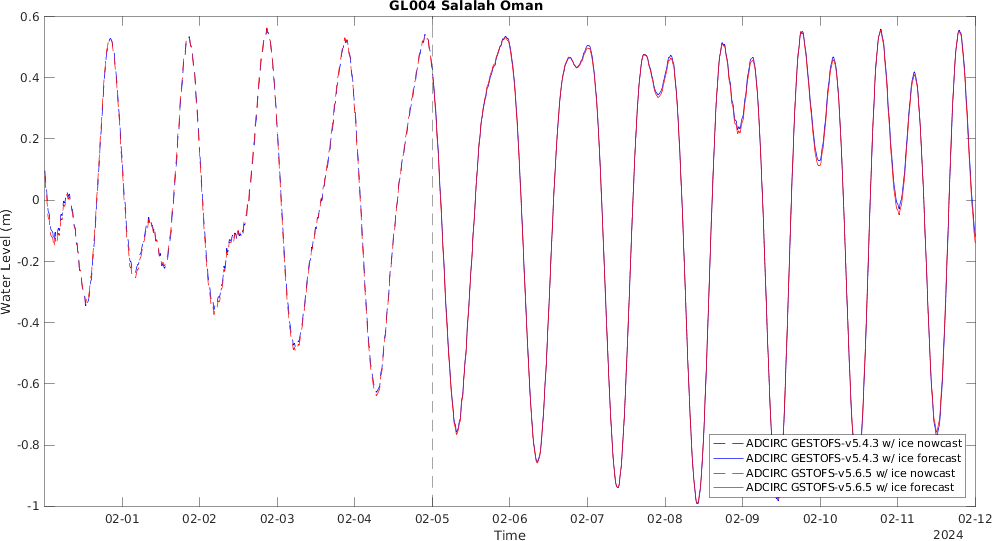 GL004 Salalah Oman
0.6
0.4
0.2
0
-0.2
-0.4
-0.6
-0.8
-1
Water Level (m)
ADCIRC GESTOFS-v5.4.3 w/ ice nowcast
ADCIRC GESTOFS-v5.4.3 w/ ice forecast
ADCIRC GSTOFS-v5.6.5 w/ ice nowcast
ADCIRC GSTOFS-v5.6.5 w/ ice forecast
02-01 02-02 02-03 02-04 02-05 02-06 02-07 02-08 02-09 02-10 02-11 02-12
Time
2024